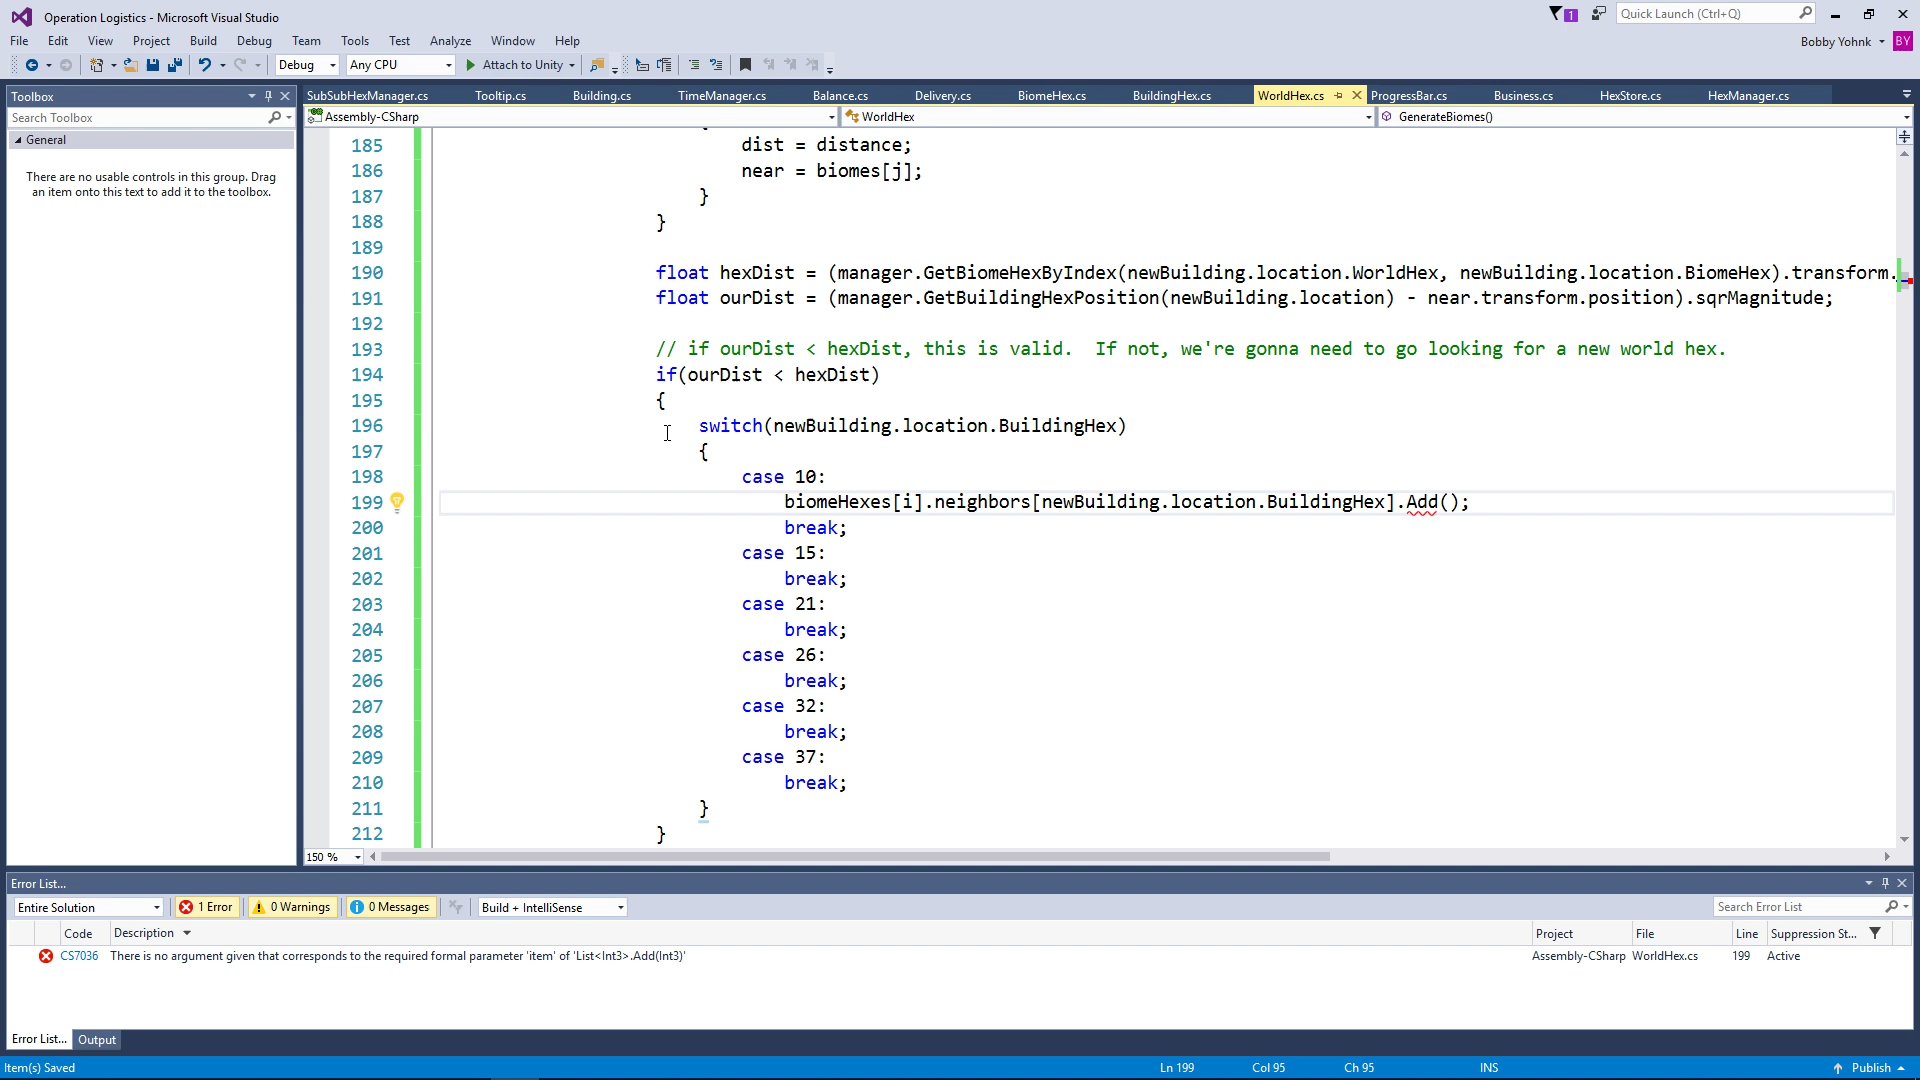 Operation Logistics - Microsoft Visual Studio
1
Quick Launch (Ctrl+Q)
File Edit View Project Build Debug Team Tools Test Analyze Window Help
Bobby Yohnk BY
Debug Any CPU Attach to Unity
Toolbox
SubSubHexManager.cs Tooltip.cs Building.cs TimeManager.cs Balance.cs Delivery.cs BiomeHex.cs BuildingHex.cs WorldHex.cs ProgressBar.cs Business.cs HexStore.cs HexManager.cs
Search Toolbox
Assembly-CSharp WorldHex GenerateBiomes()
General
There are no usable controls in this group. Drag
an item onto this text to add it to the toolbox.
185 dist = distance;
186 near = biomes[j];
187 }
188 }
189
190 float hexDist = (manager.GetBiomeHexByIndex(newBuilding.location.WorldHex, newBuilding.location.BiomeHex).transform.
191 float ourDist = (manager.GetBuildingHexPosition(newBuilding.location) - near.transform.position).sqrMagnitude;
192
193 // if ourDist < hexDist, this is valid.  If not, we're gonna need to go looking for a new world hex.
194 if(ourDist < hexDist)
195 {
196 switch(newBuilding.location.BuildingHex)
197 {
198 case 10:
199 biomeHexes[i].neighbors[newBuilding.location.BuildingHex].Add();
200 break;
201 case 15:
202 break;
203 case 21:
204 break;
205 case 26:
206 break;
207 case 32:
208 break;
209 case 37:
210 break;
211 }
212 }
150 %
Error List...
Entire Solution 1 Error 0 Warnings 0 Messages Build + IntelliSense Search Error List
Code Description Project File Line Suppression St...
CS7036 There is no argument given that corresponds to the required formal parameter 'item' of 'List<Int3>.Add(Int3)' Assembly-CSharp WorldHex.cs 199 Active
Error List... Output
Item(s) Saved Ln 199 Col 95 Ch 95 INS Publish